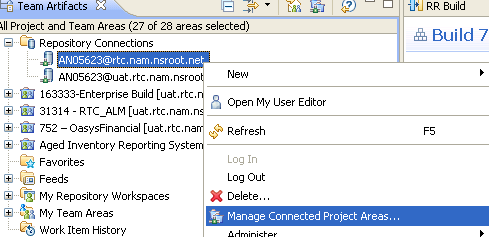 Team Artifacts
RR Build
All Project and Team Areas (27 of 28 areas selected)
Build 7
Repository Connections
AN05623@rtc.nam.nsroot.net
AN05623@uat.rtc.nam.nsroot
163333-Enterprise Build [uat.rtc.nam
31314 - RTC_ALM [uat.rtc.nam.ns
752 – OasysFinancial [uat.rtc.nam
Aged Inventory Reporting System
Favorites
Feeds
My Repository Workspaces
My Team Areas
Work Item History
New
Open My User Editor
Refresh F5
Log In
Log Out
Delete...
Manage Connected Project Areas...
Administer